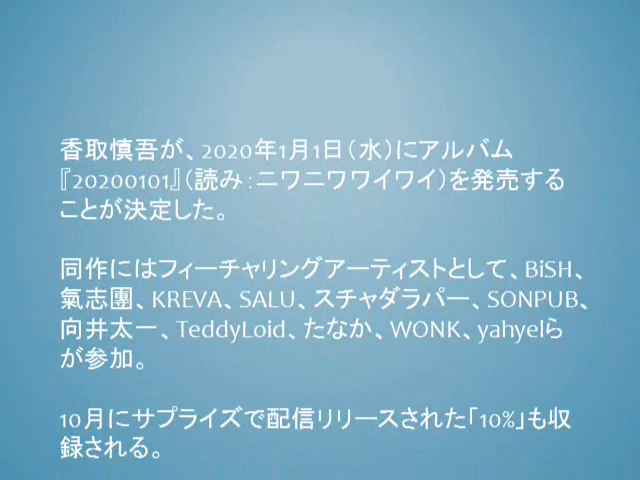 香取慎吾が、2020年1月1日（水）にアルバム
『20200101』（読み：ニワニワワイワイ）を発売する
ことが決定した。
同作にはフィーチャリングアーティストとして、BiSH、
氣志團、KREVA、SALU、スチャダラパー、SONPUB、
向井太一、TeddyLoid、たなか、WONK、yahyelら
が参加。
10月にサプライズで配信リリースされた「10%」も収
録される。